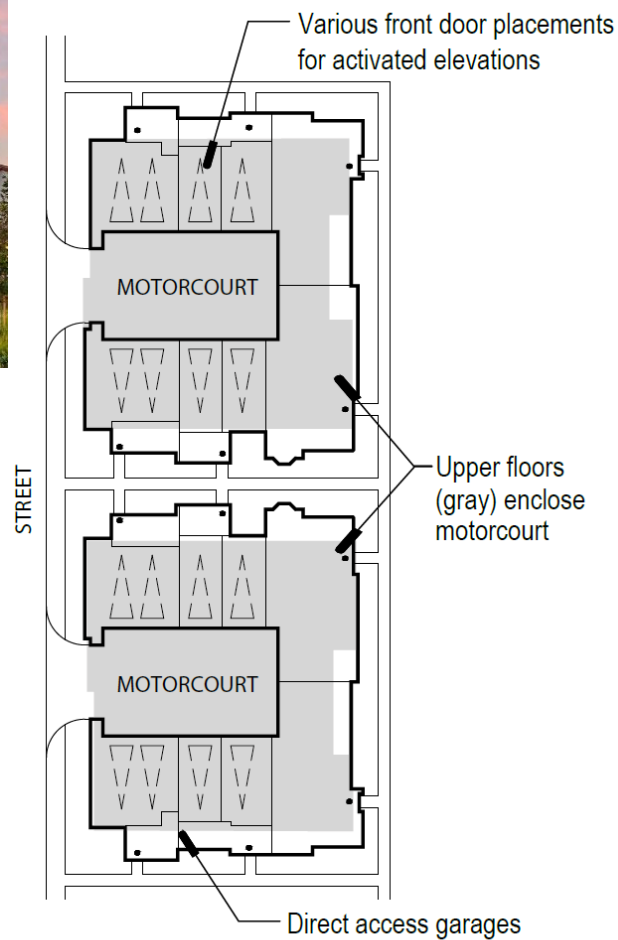 Various front door placements
for activated elevations
MOTORCOURT
Upper floors
(gray) enclose
motorcourt
STREET
MOTORCOURT
Direct access garages